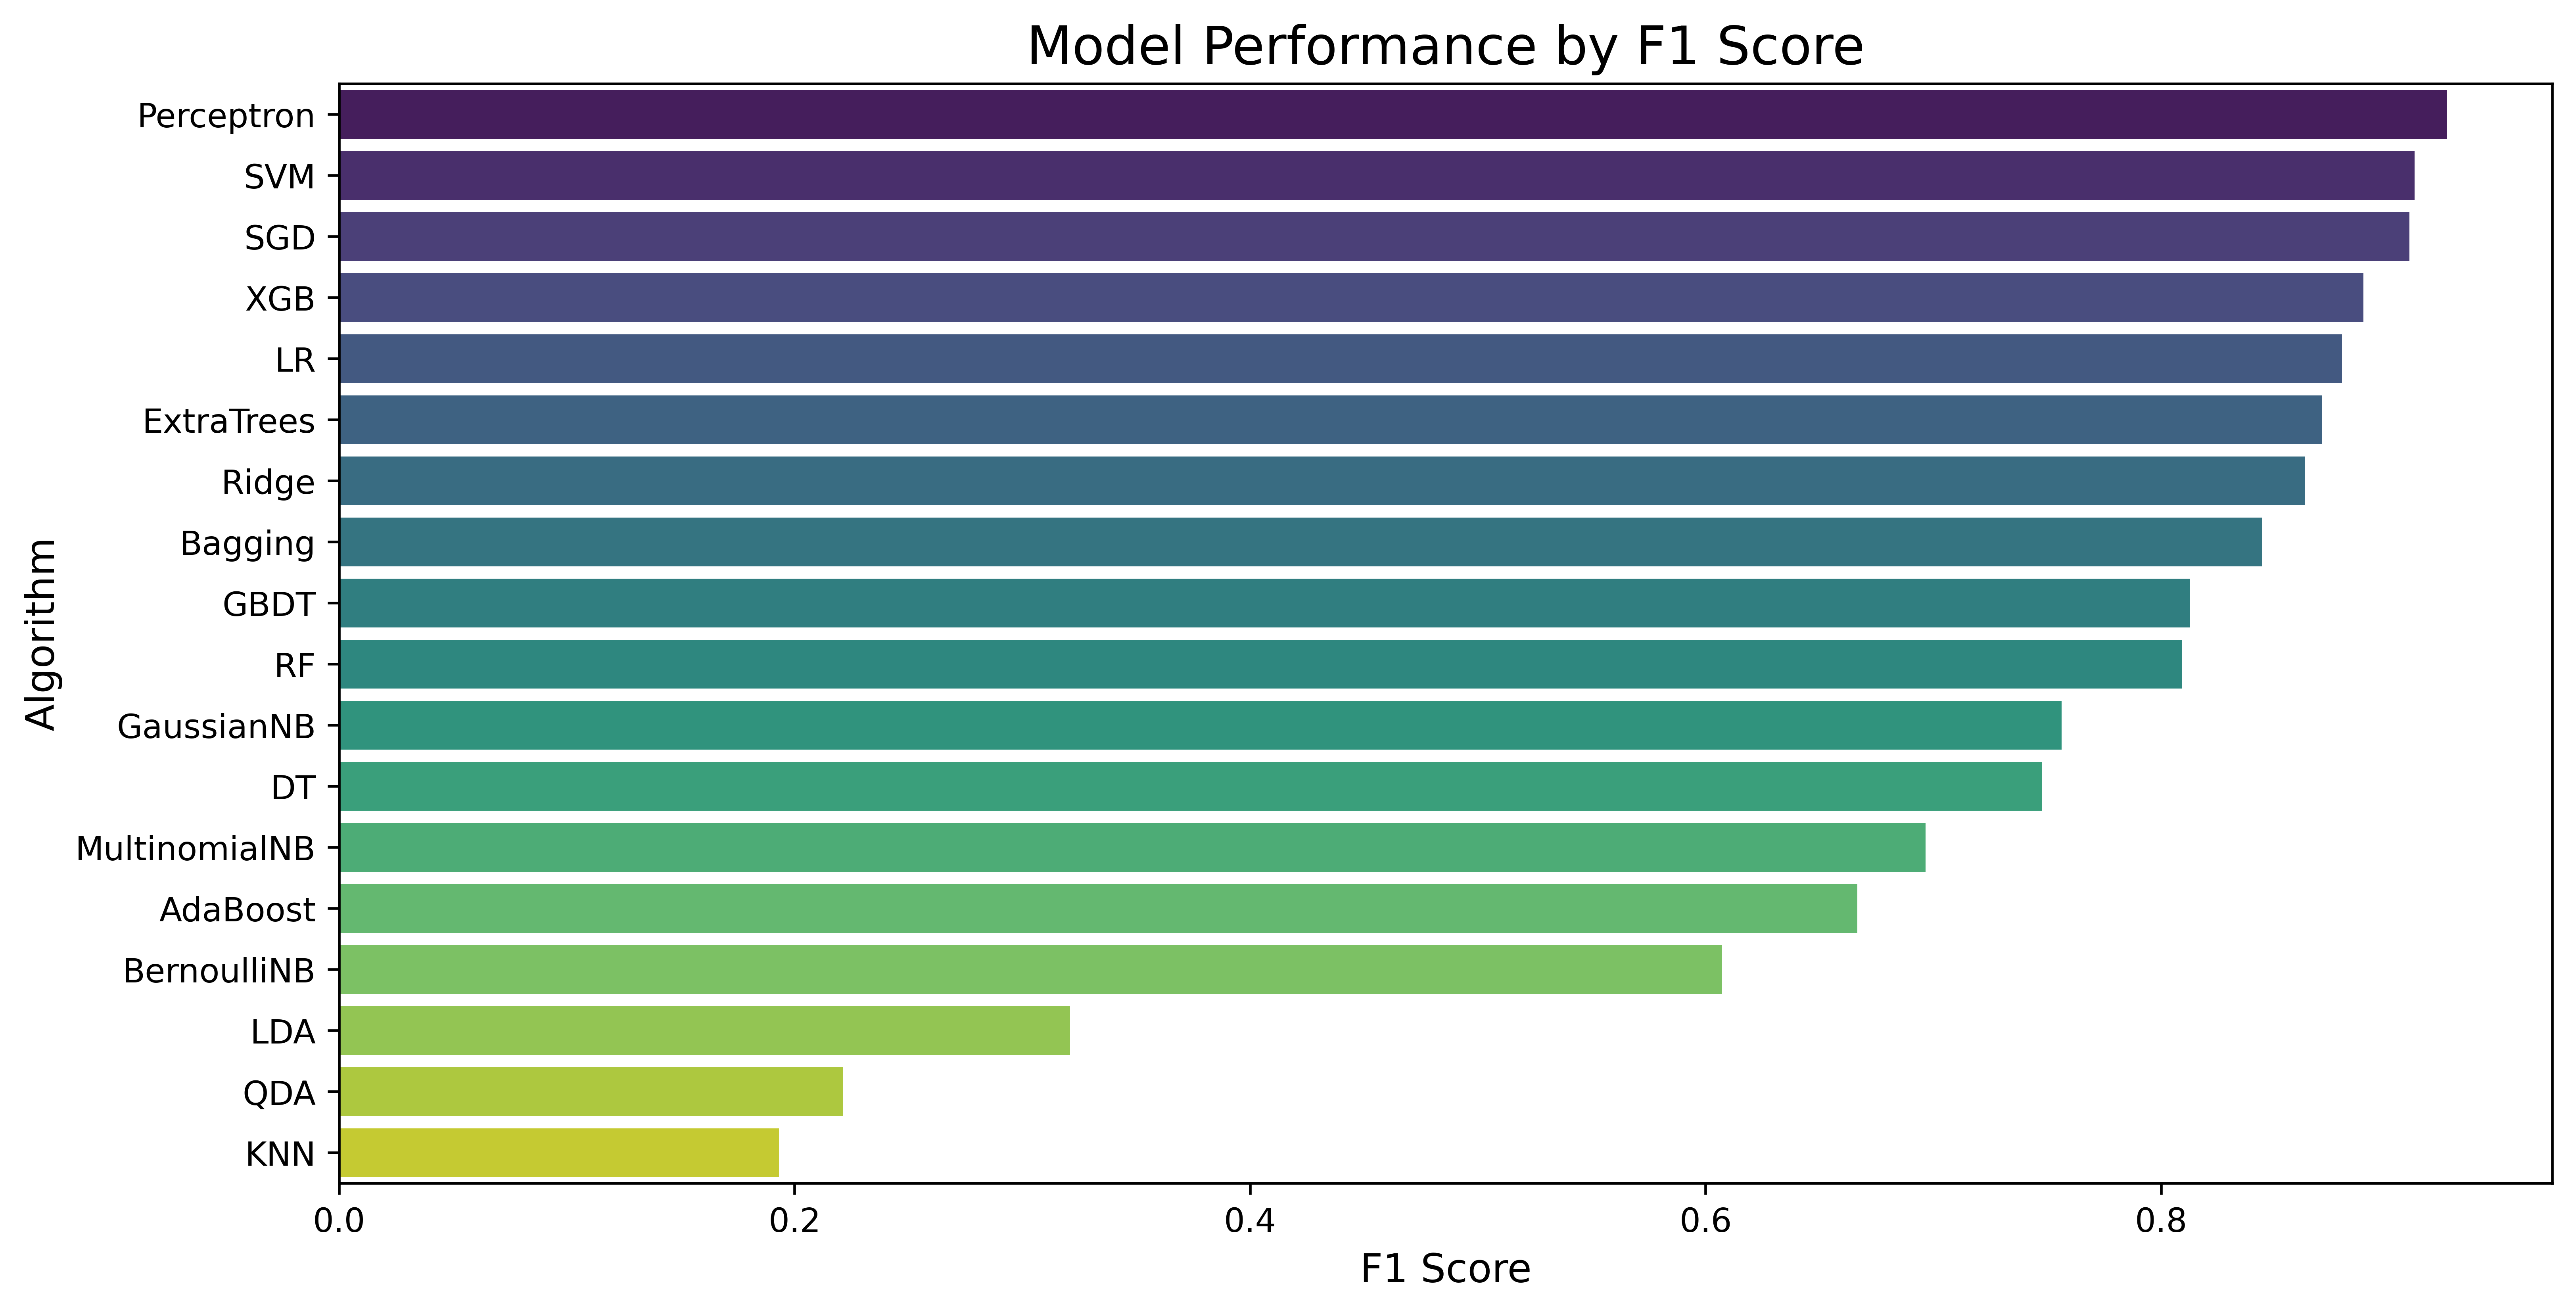 Model Performance by F1 Score
Algorithm
Perceptron
SVM
SGD
XGB
LR
ExtraTrees
Ridge
Bagging
GBDT
RF
GaussianNB
DT
MultinomialNB
AdaBoost
BernoulliNB
LDA
QDA
KNN
0.0 0.2 0.4 0.6 0.8
F1 Score